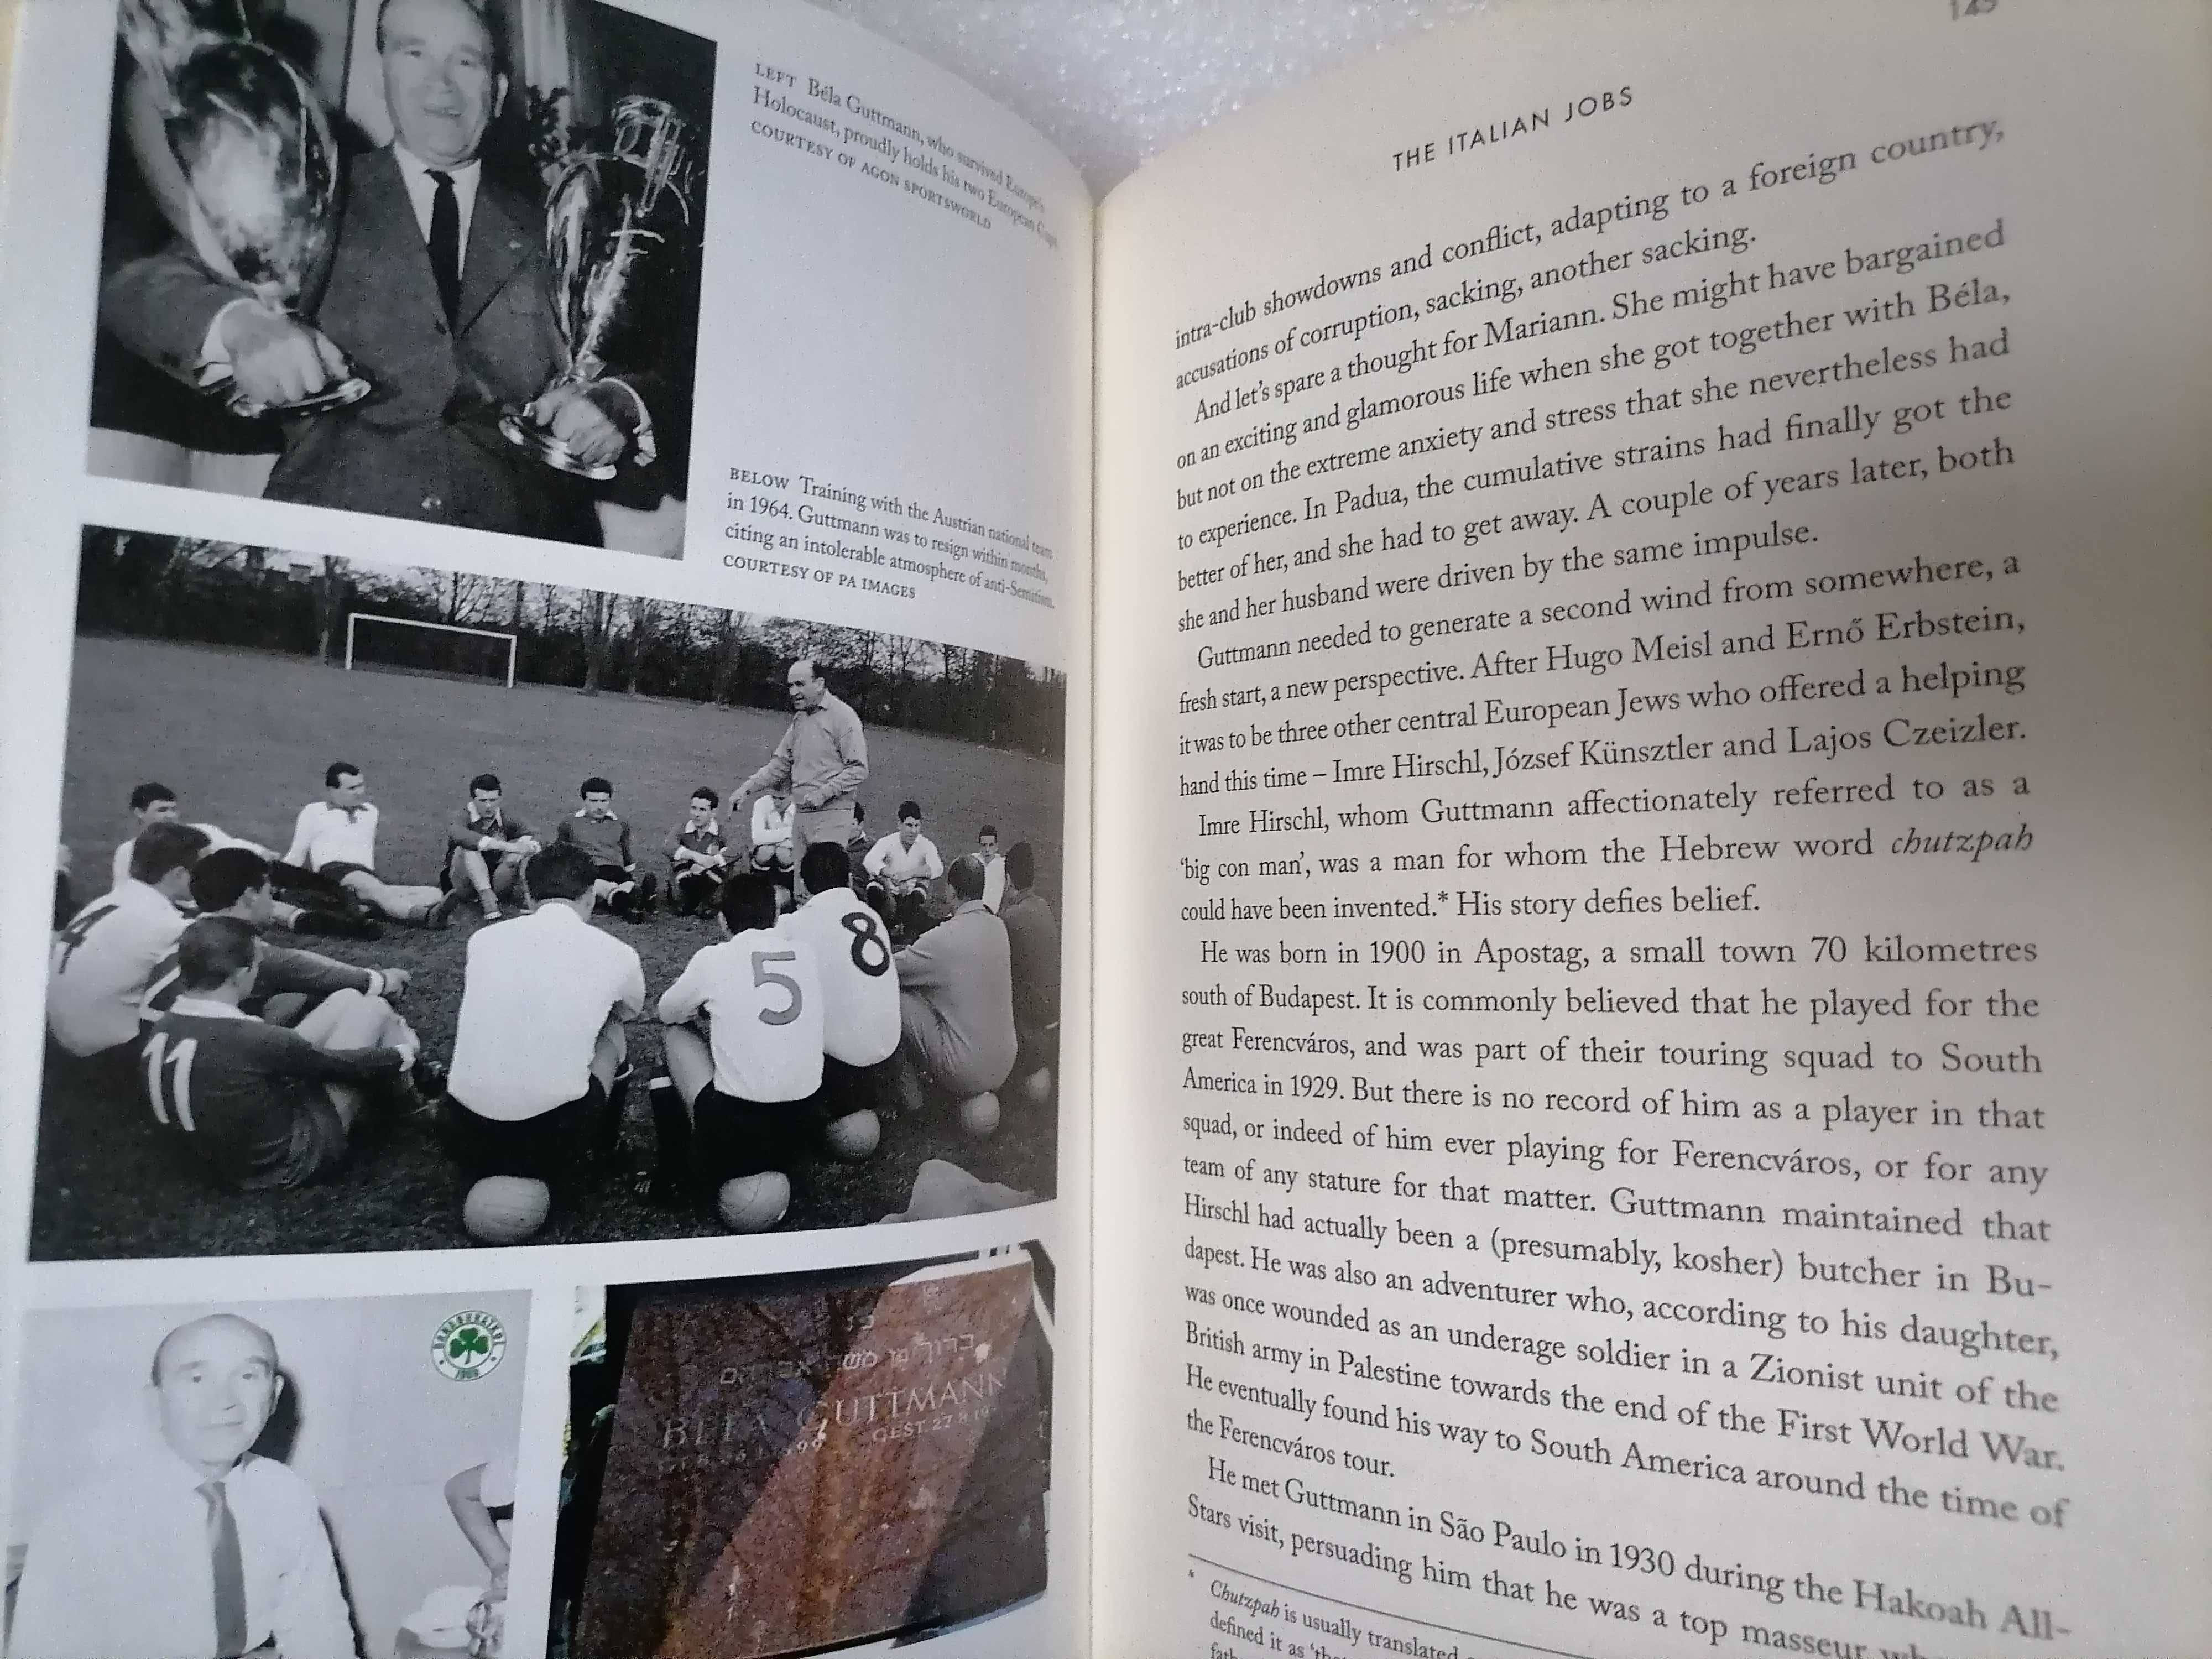 LEFT Béla Guttmann, who survived Europe's
Holocaust, proudly holds his two European Cups.
COURTESY OF AGON SPORTSWORLD
BELOW Training with the Austrian national team
in 1964. Guttmann was to resign within months,
citing an intolerable atmosphere of anti-Semitism.
COURTESY OF PA IMAGES
4
11
5
8
ברוך
BELA GUTTMANN
GEST. 27.8.19
THE ITALIAN JOBS
intra-club showdowns and conflict, adapting to a foreign country,
accusations of corruption, sacking, another sacking.
And let's spare a thought for Mariann. She might have bargained
on an exciting and glamorous life when she got together with Béla,
but not on the extreme anxiety and stress that she nevertheless had
to experience. In Padua, the cumulative strains had finally got the
better of her, and she had to get away. A couple of years later, both
she and her husband were driven by the same impulse.
Guttmann needed to generate a second wind from somewhere, a
fresh start, a new perspective. After Hugo Meisl and Ernő Erbstein,
it was to be three other central European Jews who offered a helping
hand this time – Imre Hirschl, József Künsztler and Lajos Czeizler.
Imre Hirschl, whom Guttmann affectionately referred to as a
'big con man', was a man for whom the Hebrew word chutzpah
could have been invented.* His story defies belief.
He was born in 1900 in Apostag, a small town 70 kilometres
south of Budapest. It is commonly believed that he played for the
great Ferencváros, and was part of their touring squad to South
America in 1929. But there is no record of him as a player in that
squad, or indeed of him ever playing for Ferencváros, or for any
team of any stature for that matter. Guttmann maintained that
Hirschl had actually been a (presumably, kosher) butcher in Bu-
dapest. He was also an adventurer who, according to his daughter,
was once wounded as an underage soldier in a Zionist unit of the
British army in Palestine towards the end of the First World War.
He eventually found his way to South America around the time of
the Ferencváros tour.
He met Guttmann in São Paulo in 1930 during the Hakoah All-
Stars visit, persuading him that he was a top masseur
* Chutzpah is usually translated
defined it as